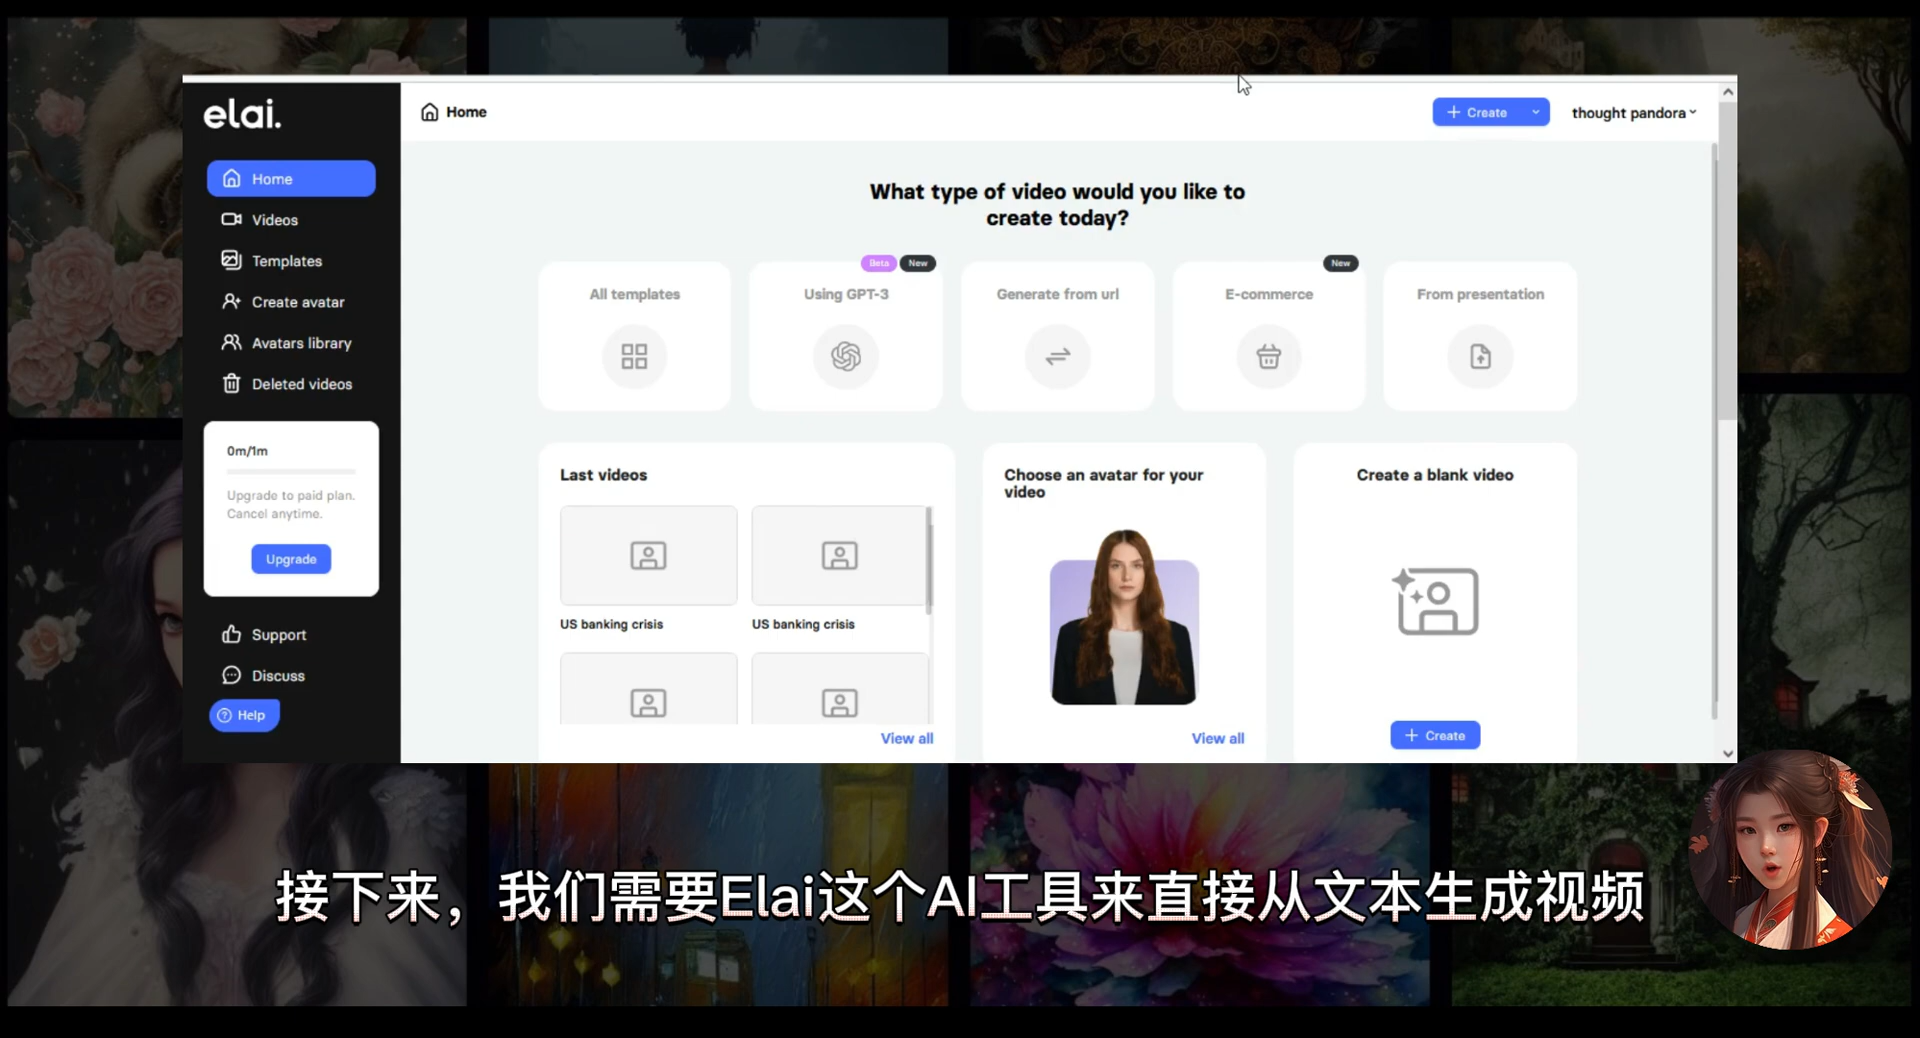 elai.
Home
+ Create
thought pandora
Home
Videos
Templates
Create avatar
Avatars library
Deleted videos
0m/1m
Upgrade to paid plan.
Cancel anytime.
Upgrade
Support
Discuss
Help
What type of video would you like to
create today?
Beta
New
New
All templates
Using GPT-3
Generate from url
E-commerce
From presentation
Last videos
US banking crisis
US banking crisis
View all
Choose an avatar for your
video
View all
Create a blank video
+ Create
接下来，我们需要Elai这个AI工具来直接从文本生成视频